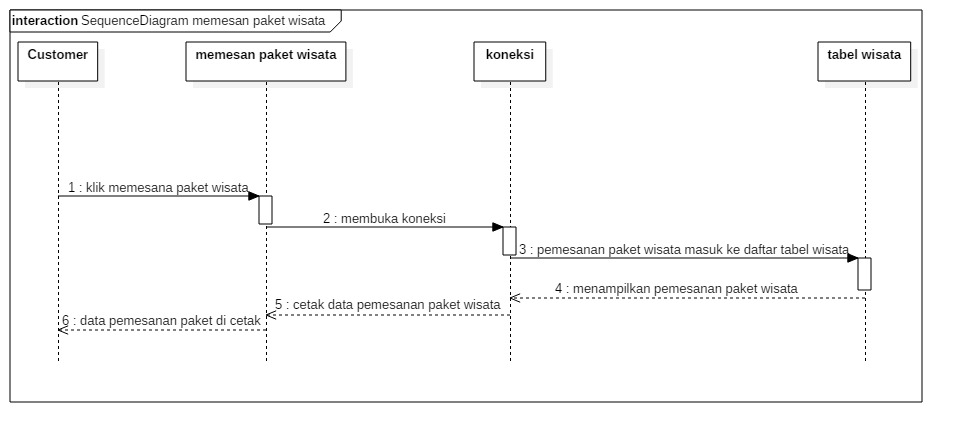 interaction SequenceDiagram memesan paket wisata
Customer
memesan paket wisata
koneksi
tabel wisata
1 : klik memesana paket wisata
2 : membuka koneksi
3 : pemesanan paket wisata masuk ke daftar tabel wisata
4 : menampilkan pemesanan paket wisata
5 : cetak data pemesanan paket wisata
6 : data pemesanan paket di cetak